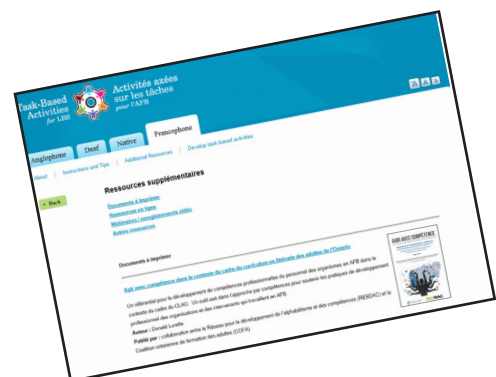 Task-Based
Activities
for LBS
Activités axées
sur les tâches
pour l'AFB
A A A
Anglophone
Deaf
Native
Francophone
About | Instructions and Tips | Additional Resources | Develop task-based activities
< Back
Ressources supplémentaires
Documents à imprimer
Ressources en ligne
Webinaires / enregistrements vidéo
Autres ressources
Documents à imprimer
Agir avec compétence dans le contexte du cadre du curriculum en littératie des adultes de l'Ontario
Un référentiel pour le développement de compétences professionnelles du personnel des organismes en AFB dans le
contexte du cadre du CLAO. Un outil axé dans l'approche par compétences pour soutenir les pratiques de développement
professionnel des organisations et des intervenants qui travaillent en AFB.
Auteur : Donald Lurette
Publié par : collaboration entre le Réseau pour le développement de l'alphabétisme et des compétences (RESDAC) et la
Coalition ontarienne de formation des adultes (COFA)
AGIR AVEC COMPÉTENCE